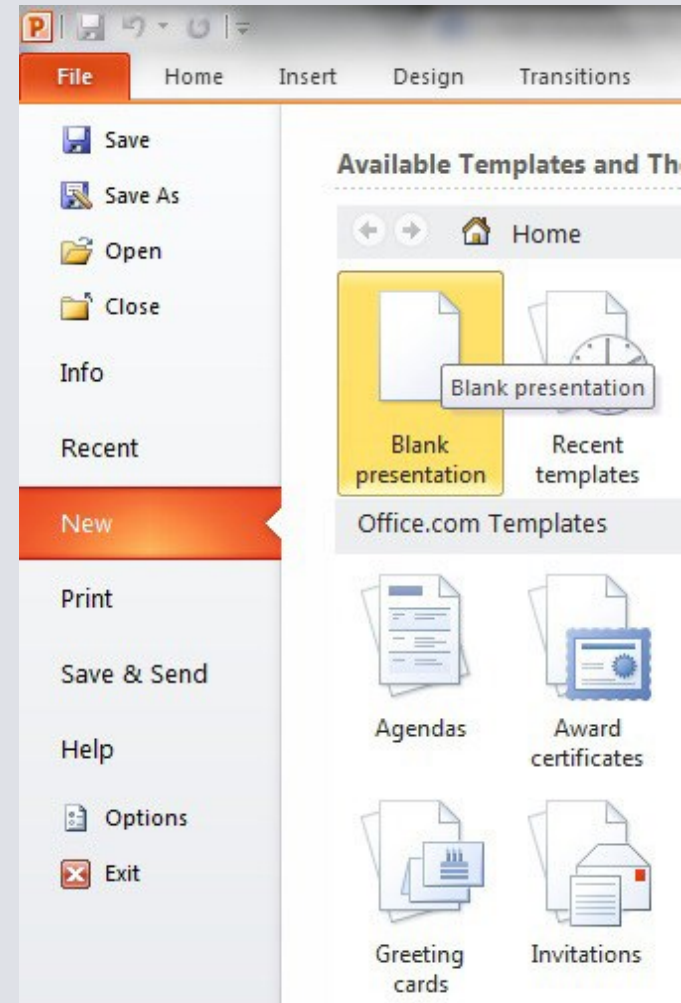 P
File Home Insert Design Transitions
Save
Save As
Open
Close
Info
Recent
New
Print
Save & Send
Help
Options
Exit
Available Templates and The
Home
Blank presentation
Blank
presentation
Recent
templates
Office.com Templates
Agendas
Award
certificates
Greeting
cards
Invitations